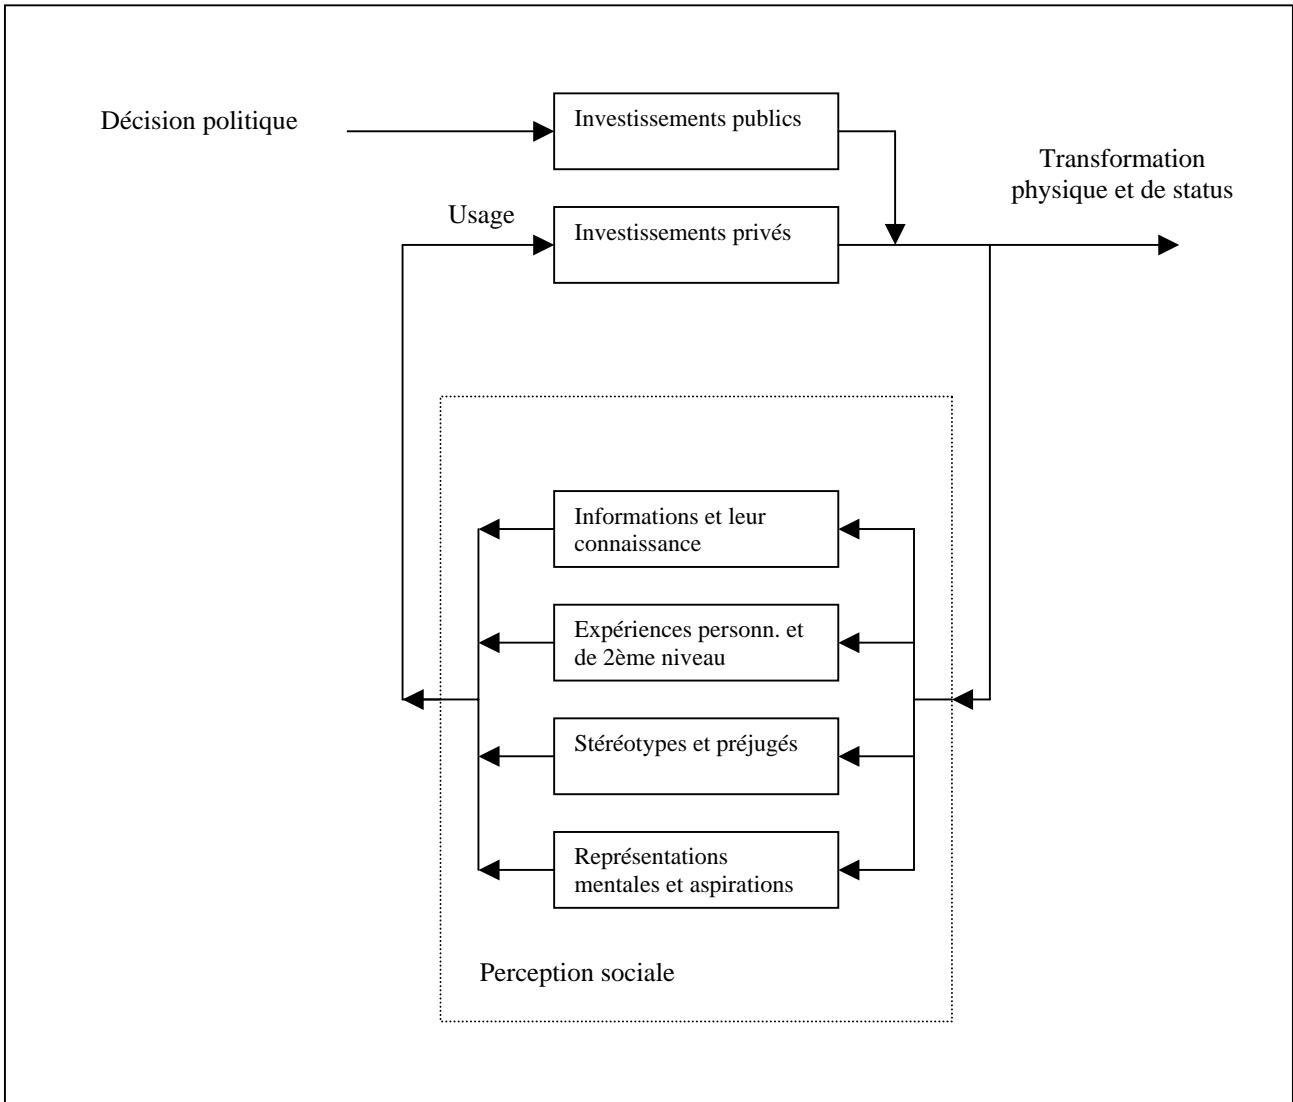 Décision politique
Investissements publics
Transformation
physique et de status
Usage
Investissements privés
Informations et leur
connaissance
Expériences personn. et
de 2ème niveau
Stéréotypes et préjugés
Représentations
mentales et aspirations
Perception sociale